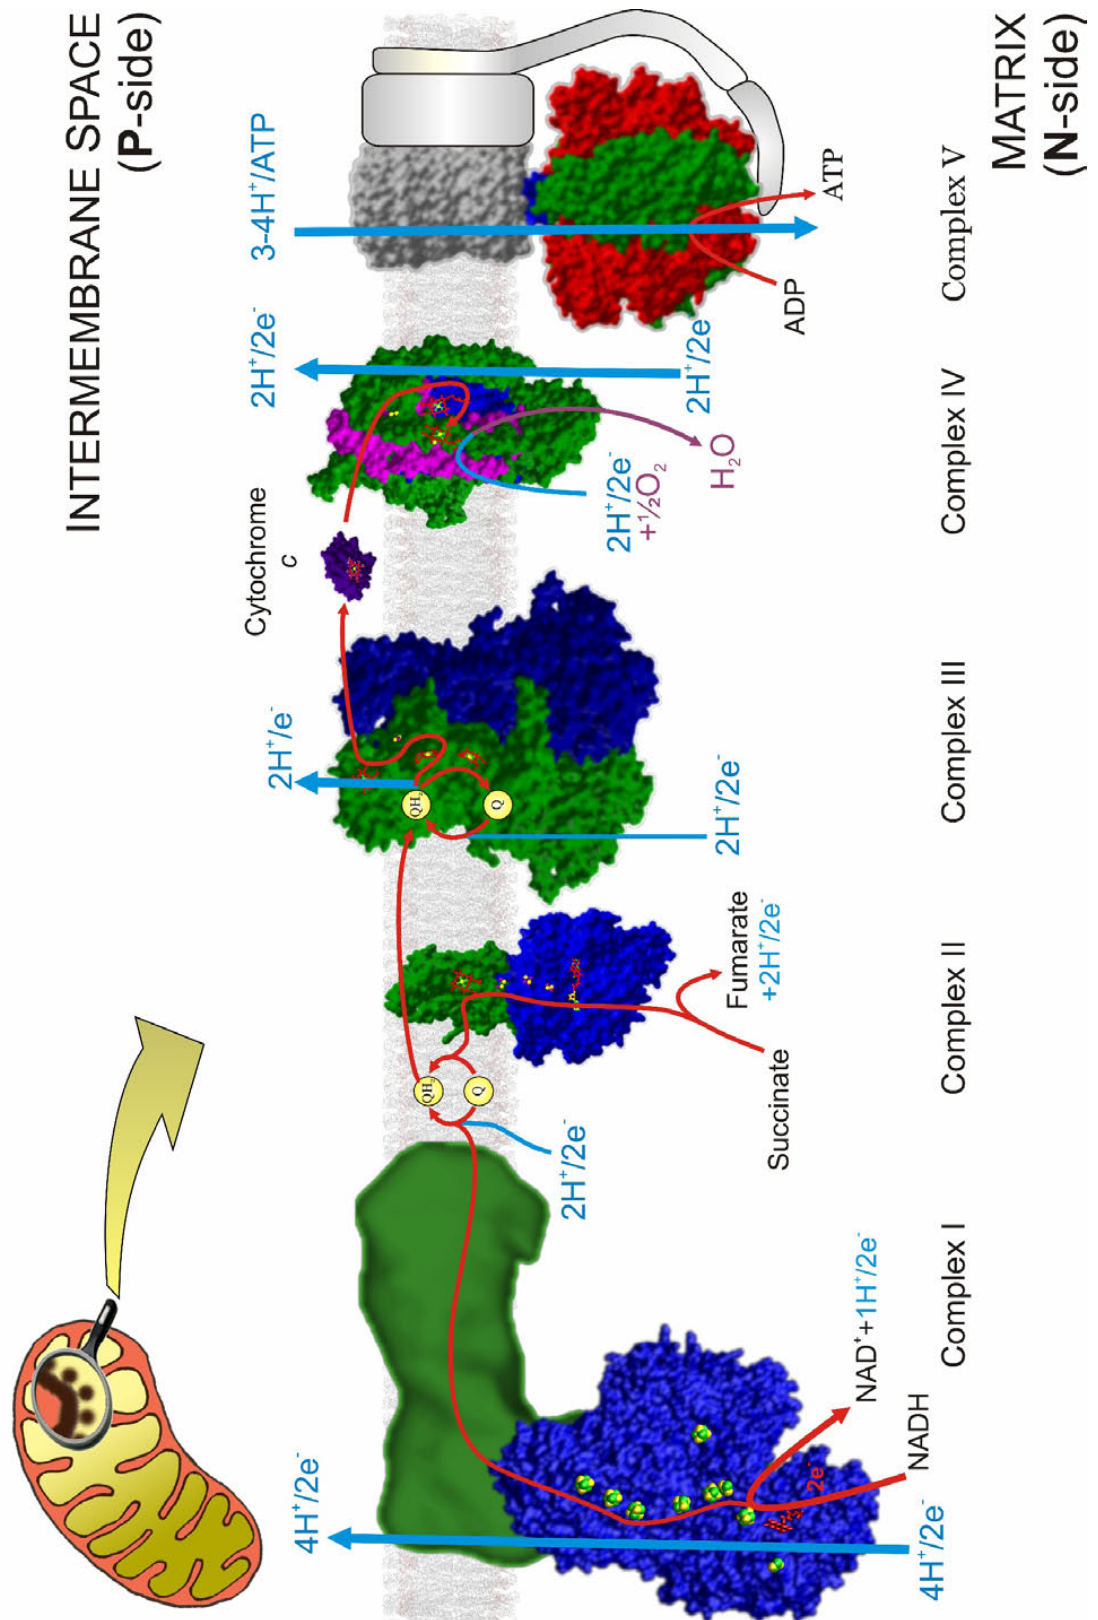 INTERMEMBRANE SPACE
(P-side)
4H⁺/2e⁻
2H⁺/e⁻
Cytochrome
c
2H⁺/2e⁻
3-4H⁺/ATP
QH₂
Q
QH₂
Q
2e⁻
2H⁺/2e⁻
4H⁺/2e⁻
NADH
NAD⁺+1H⁺/2e⁻
Succinate
Fumarate
+2H⁺/2e⁻
2H⁺/2e⁻
2H⁺/2e⁻
+½O₂
H₂O
2H⁺/2e
ADP
ATP
Complex I
Complex II
Complex III
Complex IV
Complex V
MATRIX
(N-side)